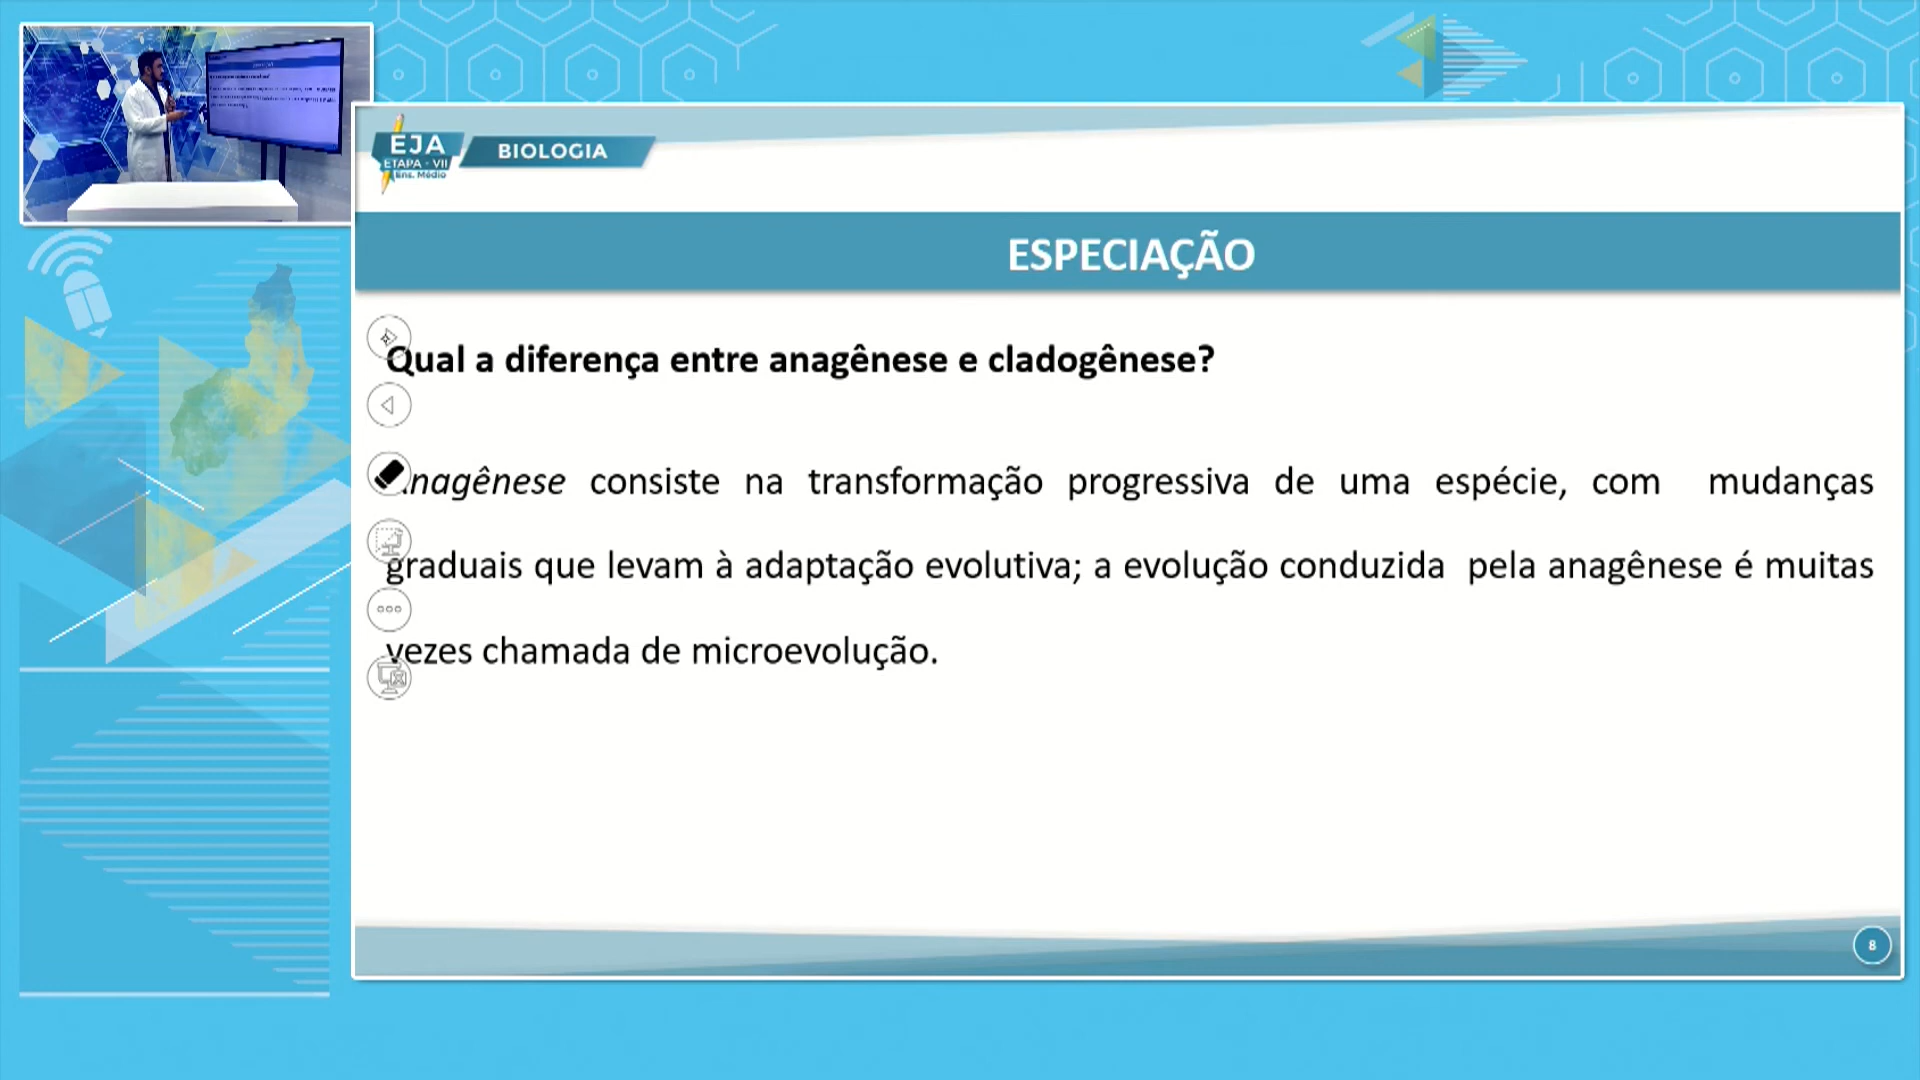 EJA
ETAPA - VII
Ens. Médio
BIOLOGIA
ESPECIAÇÃO
Qual a diferença entre anagênese e cladogênese?
nagênese consiste na transformação progressiva de uma espécie, com mudanças
graduais que levam à adaptação evolutiva; a evolução conduzida pela anagênese é muitas
vezes chamada de microevolução.
8